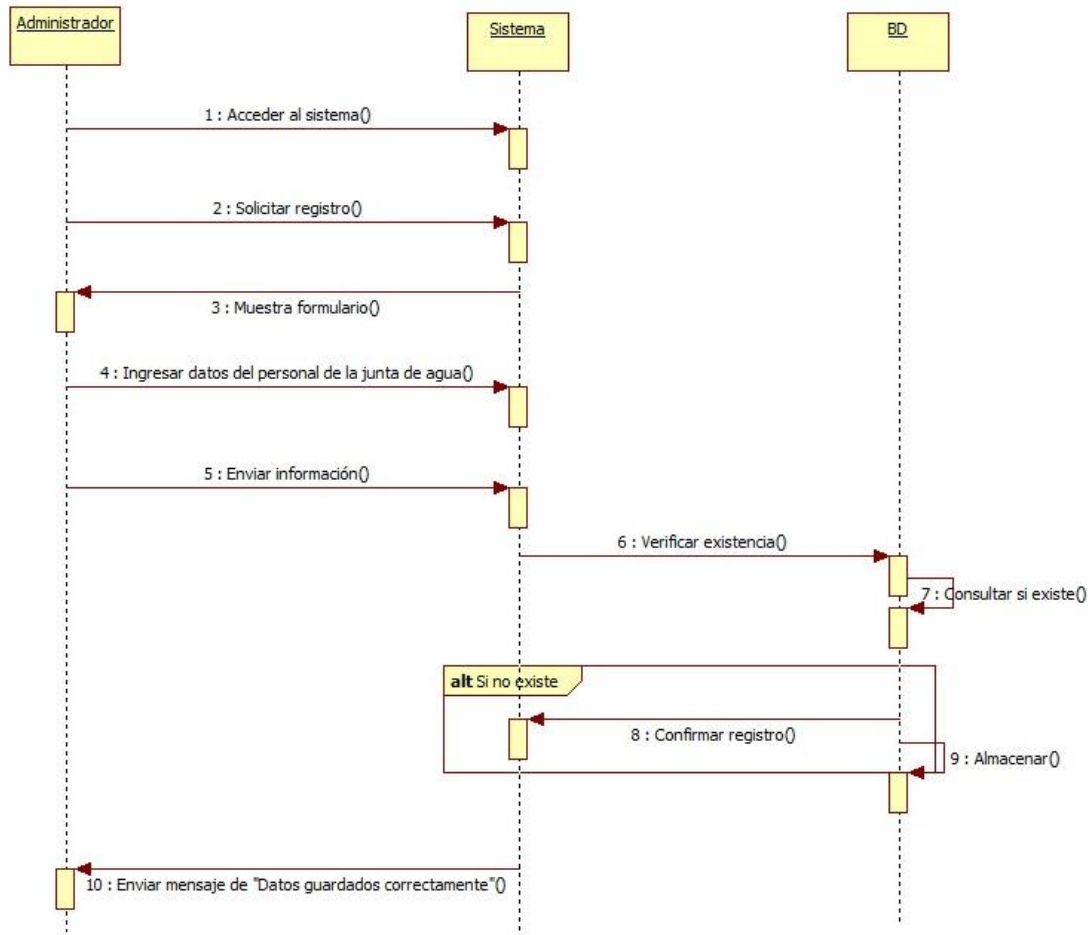 Administrador
Sistema
BD
1 : Acceder al sistema()
2 : Solicitar registro()
3 : Muestra formulario()
4 : Ingresar datos del personal de la junta de agua()
5 : Enviar información()
6 : Verificar existencia()
7 : Consultar si existe()
alt Si no existe
8 : Confirmar registro()
9 : Almacenar()
10 : Enviar mensaje de "Datos guardados correctamente"()